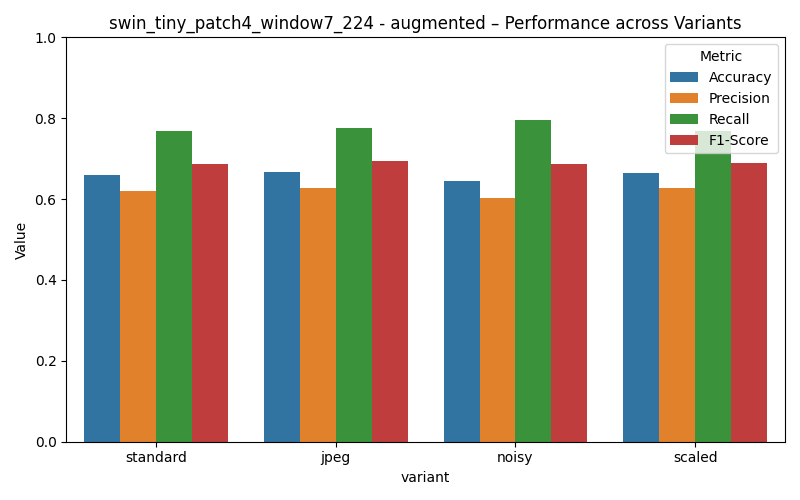 swin_tiny_patch4_window7_224 - augmented – Performance across Variants
Metric
Accuracy
Precision
Recall
F1-Score
Value
1.0
0.8
0.6
0.4
0.2
0.0
standard
jpeg
noisy
scaled
variant